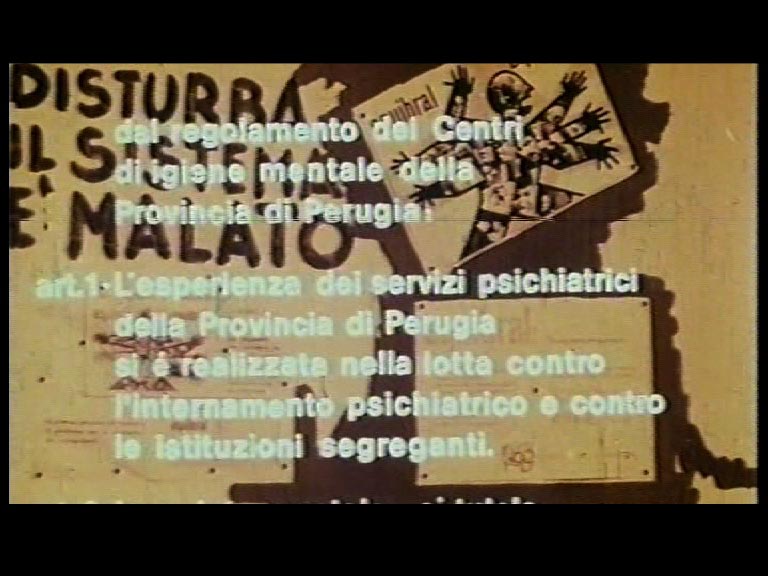 DISTURBA
IL SISTEMA
E' MALATO
dal regolamento dei Centri
di igiene mentale della
Provincia di Perugia:
art.1-L'esperienza dei servizi psichiatrici
della Provincia di Perugia
si é realizzata nella lotta contro
l'internamento psichiatrico e contro
le istituzioni segreganti.